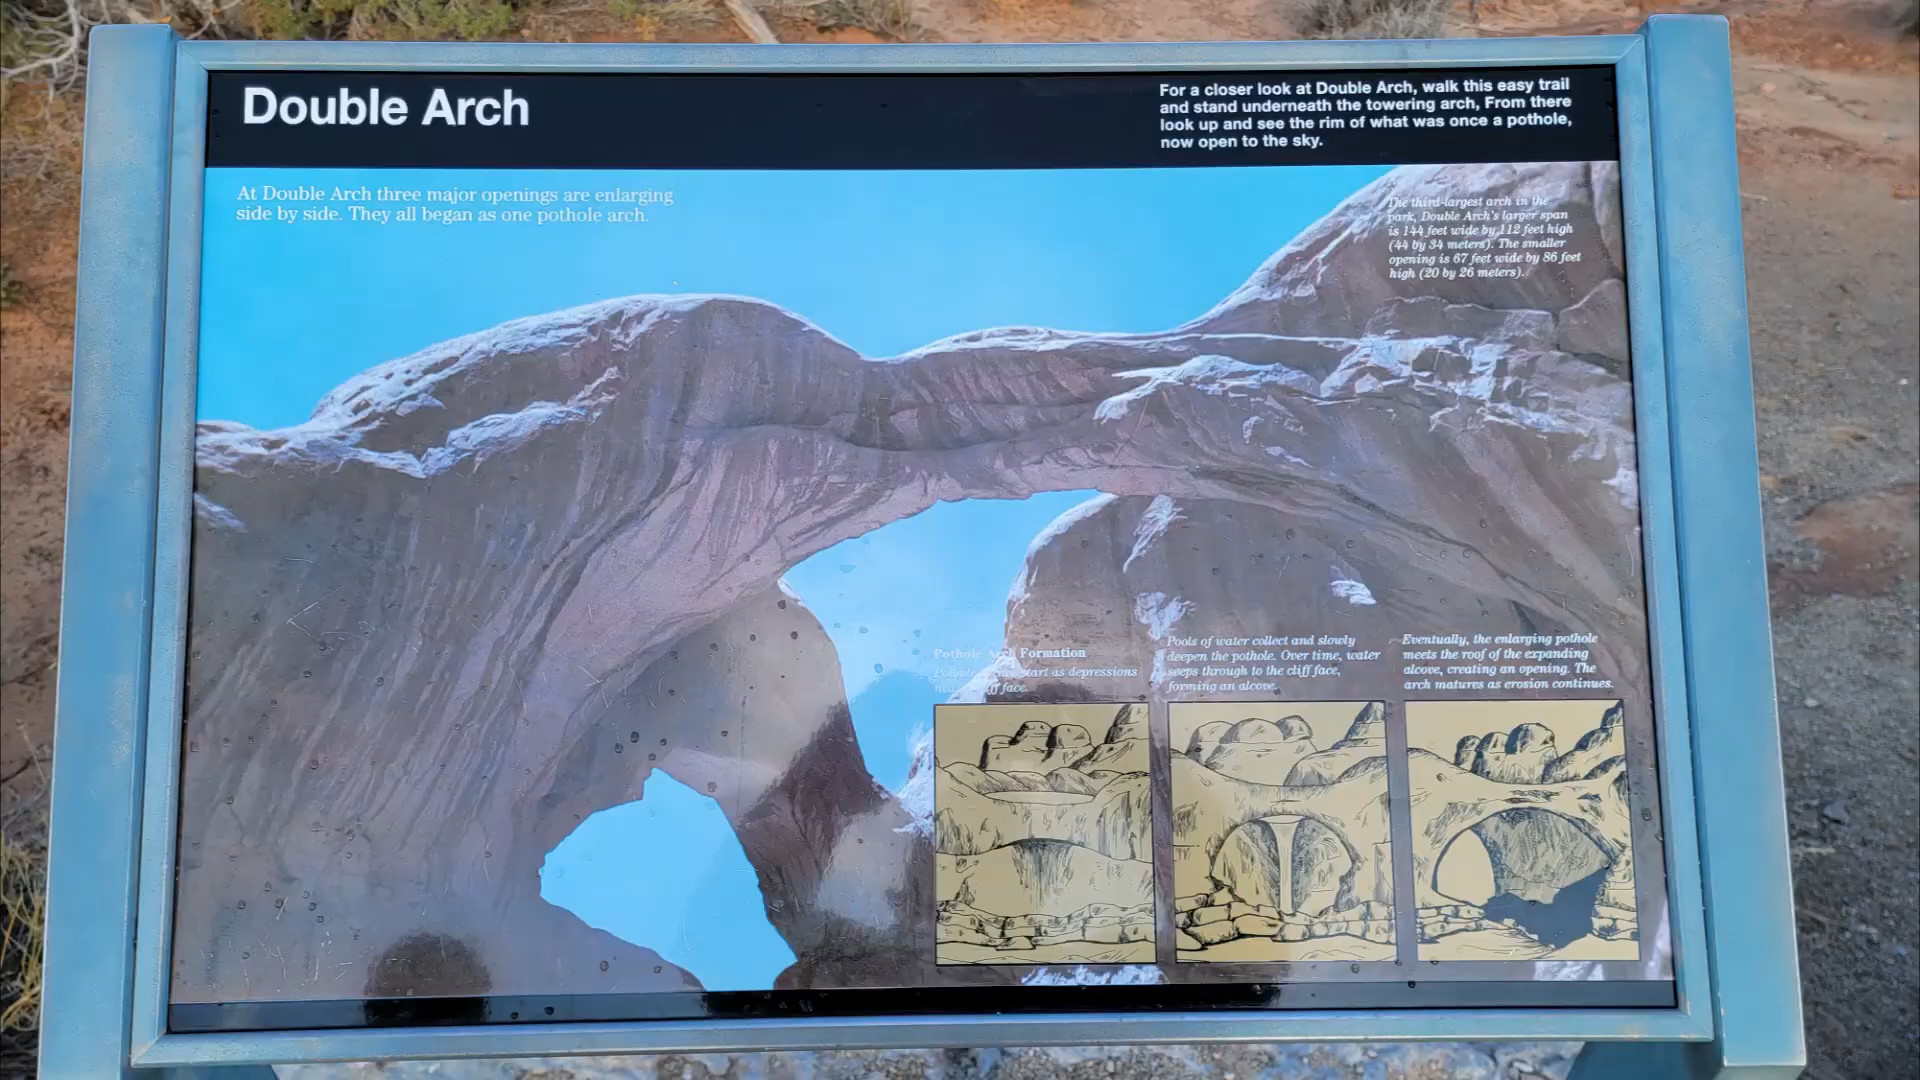 Double Arch
For a closer look at Double Arch, walk this easy trail
and stand underneath the towering arch, From there
look up and see the rim of what was once a pothole,
now open to the sky.
At Double Arch three major openings are enlarging
side by side. They all began as one pothole arch.
The third-largest arch in the
park, Double Arch's larger span
is 144 feet wide by 112 feet high
(44 by 34 meters). The smaller
opening is 67 feet wide by 86 feet
high (20 by 26 meters).
Pothole Arch Formation
start as depressions
face.
Pools of water collect and slowly
deepen the pothole. Over time, water
seeps through to the cliff face,
forming an alcove.
Eventually, the enlarging pothole
meets the roof of the expanding
alcove, creating an opening. The
arch matures as erosion continues.